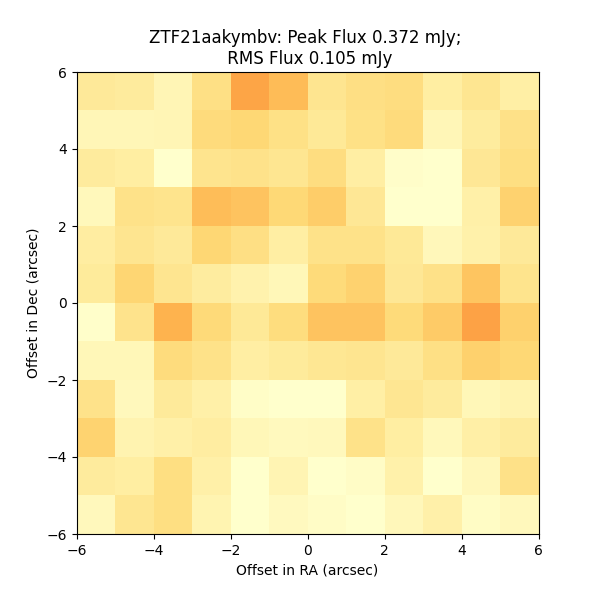 ZTF21aakymbv: Peak Flux 0.372 mJy;
RMS Flux 0.105 mJy
6
4
2
0
−2
−4
−6
Offset in Dec (arcsec)
−6 −4 −2 0 2 4 6
Offset in RA (arcsec)